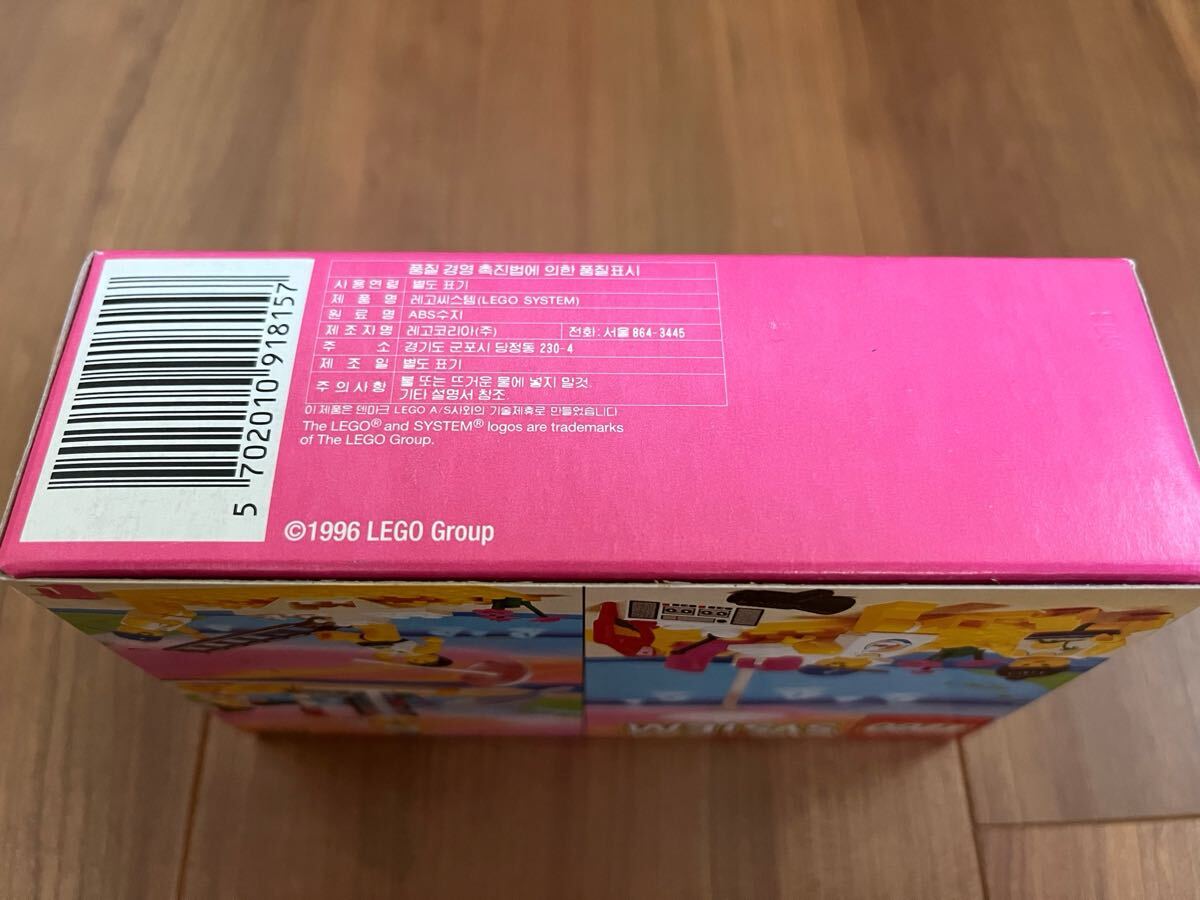 품질 경영 촉진법에 의한 품질표시
사용연령 별도 표기
제 품 명 레고씨스템(LEGO SYSTEM)
원 료 명 ABS수지
제조자명 레고코리아(주) 전화: 서울 864-3445
주 소 경기도 군포시 당정동 230-4
제 조 일 별도 표기
주의사항 불 또는 뜨거운 물에 넣지 말것.
기타 설명서 참조.
이 제품은 덴마크 LEGO A/S사와의 기술제휴로 만들었습니다.
The LEGO® and SYSTEM® logos are trademarks
of The LEGO Group.
5 702010 918157
©1996 LEGO Group
SYSTEM
LEGO